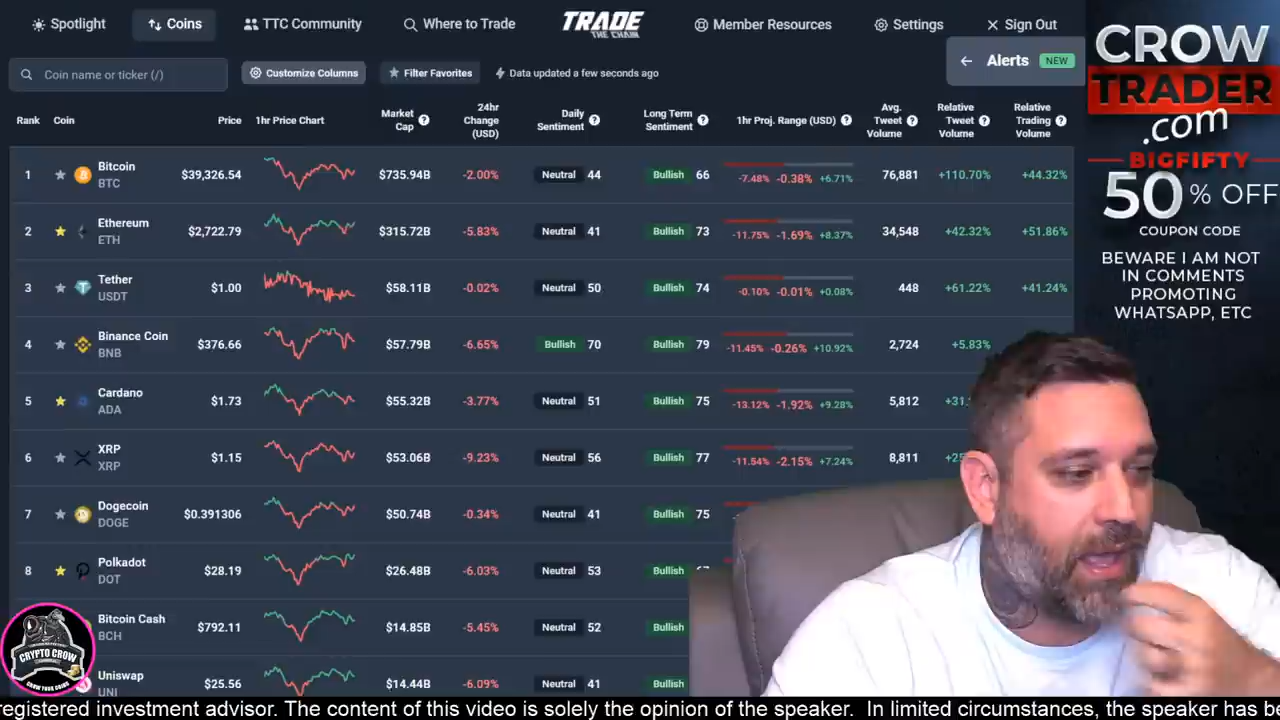 Spotlight Coins TTC Community Where to Trade TRADE THE CHAIN Member Resources Settings Sign Out
Coin name or ticker (/) Customize Columns Filter Favorites Data updated a few seconds ago Alerts NEW
Rank Coin Price 1hr Price Chart Market Cap 24hr Change (USD) Daily Sentiment Long Term Sentiment 1hr Proj. Range (USD) Avg. Tweet Volume Relative Tweet Volume Relative Trading Volume
1 Bitcoin BTC $39,326.54 $735.94B -2.00% Neutral 44 Bullish 66 -7.48% -0.38% +6.71% 76,881 +110.70% +44.32%
2 Ethereum ETH $2,722.79 $315.72B -5.83% Neutral 41 Bullish 73 -11.75% -1.69% +8.37% 34,548 +42.32% +51.86%
3 Tether USDT $1.00 $58.11B -0.02% Neutral 50 Bullish 74 -0.10% -0.01% +0.08% 448 +61.22% +41.24%
4 Binance Coin BNB $376.66 $57.79B -6.65% Bullish 70 Bullish 79 -11.45% -0.26% +10.92% 2,724 +5.83%
5 Cardano ADA $1.73 $55.32B -3.77% Neutral 51 Bullish 75 -13.12% -1.92% +9.28% 5,812
6 XRP XRP $1.15 $53.06B -9.23% Neutral 56 Bullish 77 -11.54% -2.15% +7.24% 8,811
7 Dogecoin DOGE $0.391306 $50.74B -0.34% Neutral 41 Bullish 75
8 Polkadot DOT $28.19 $26.48B -6.03% Neutral 53 Bullish
Bitcoin Cash BCH $792.11 $14.85B -5.45% Neutral 52 Bullish
Uniswap UNI $25.56 $14.44B -6.09% Neutral 41 Bullish
CROW
TRADER
.com
BIGFIFTY
50 % OFF
COUPON CODE
BEWARE I AM NOT
IN COMMENTS
PROMOTING
WHATSAPP, ETC
CRYPTO CROW
registered investment advisor. The content of this video is solely the opinion of the speaker. In limited circumstances, the speaker has